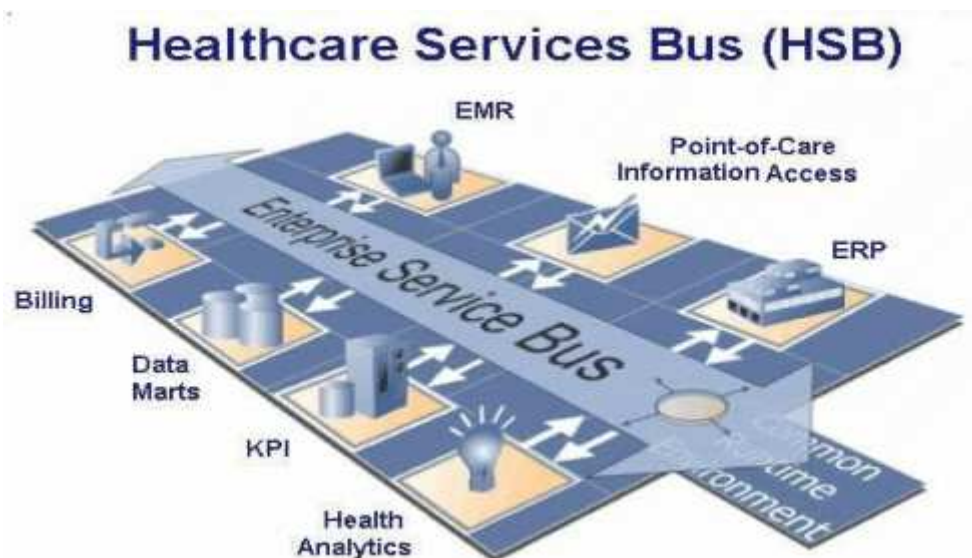 Healthcare Services Bus (HSB)
EMR
Point-of-Care
Information Access
ERP
Enterprise Service Bus
Billing
Data
Marts
KPI
Health
Analytics
Common
Runtime
Environment